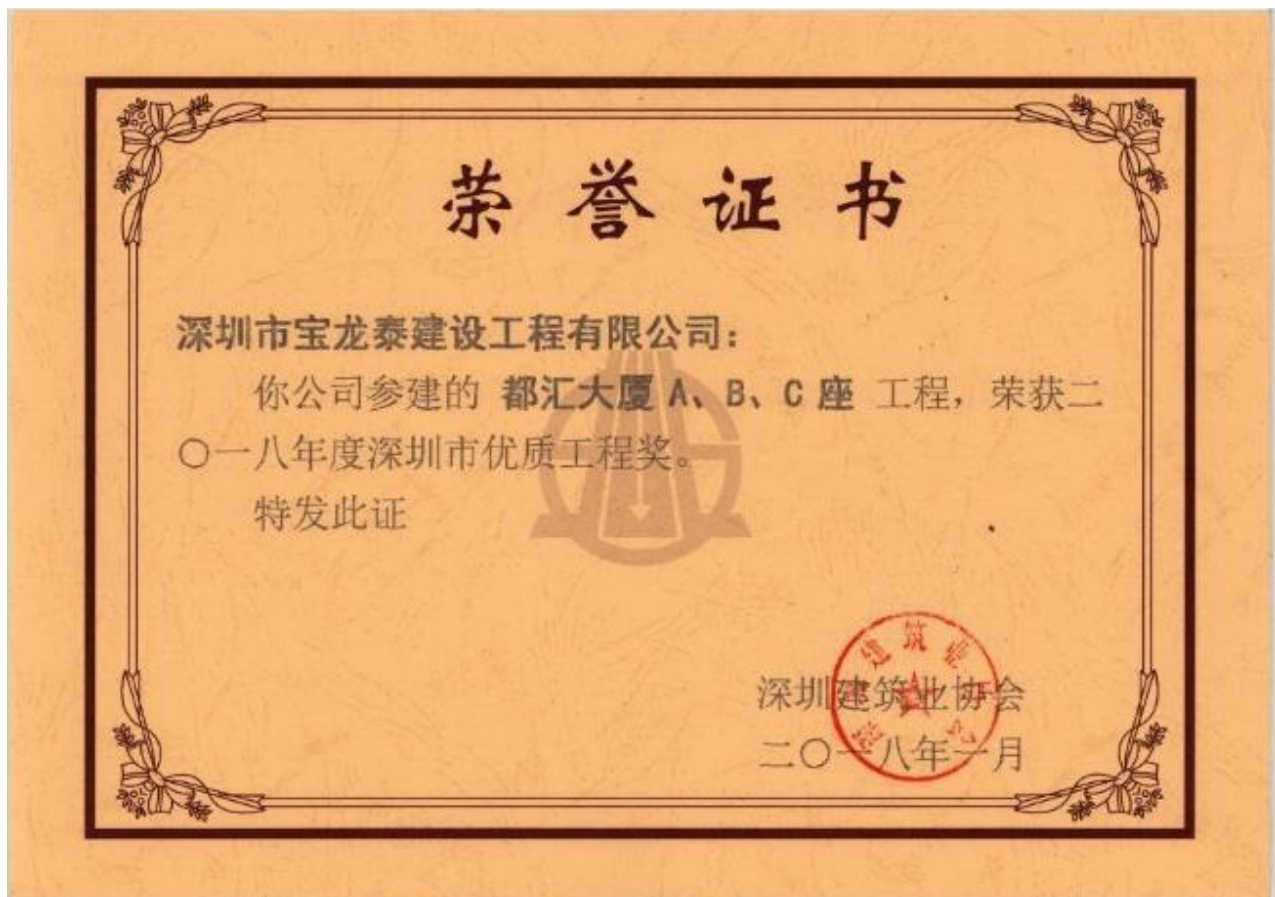 荣誉证书
深圳市宝龙泰建设工程有限公司：
你公司参建的 都汇大厦 A、B、C 座 工程，荣获二
〇一八年度深圳市优质工程奖。
特发此证
深圳建筑业协会
二〇一八年一月